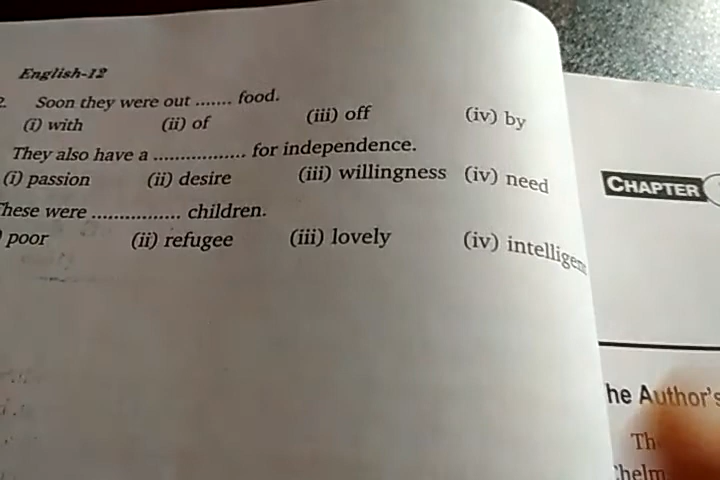 English-12
2. Soon they were out ....... food.
(i) with (ii) of (iii) off (iv) by
They also have a ................. for independence.
(i) passion (ii) desire (iii) willingness (iv) need
These were ................ children.
poor (ii) refugee (iii) lovely (iv) intelligen
CHAPTER
he Author's
Th
helm